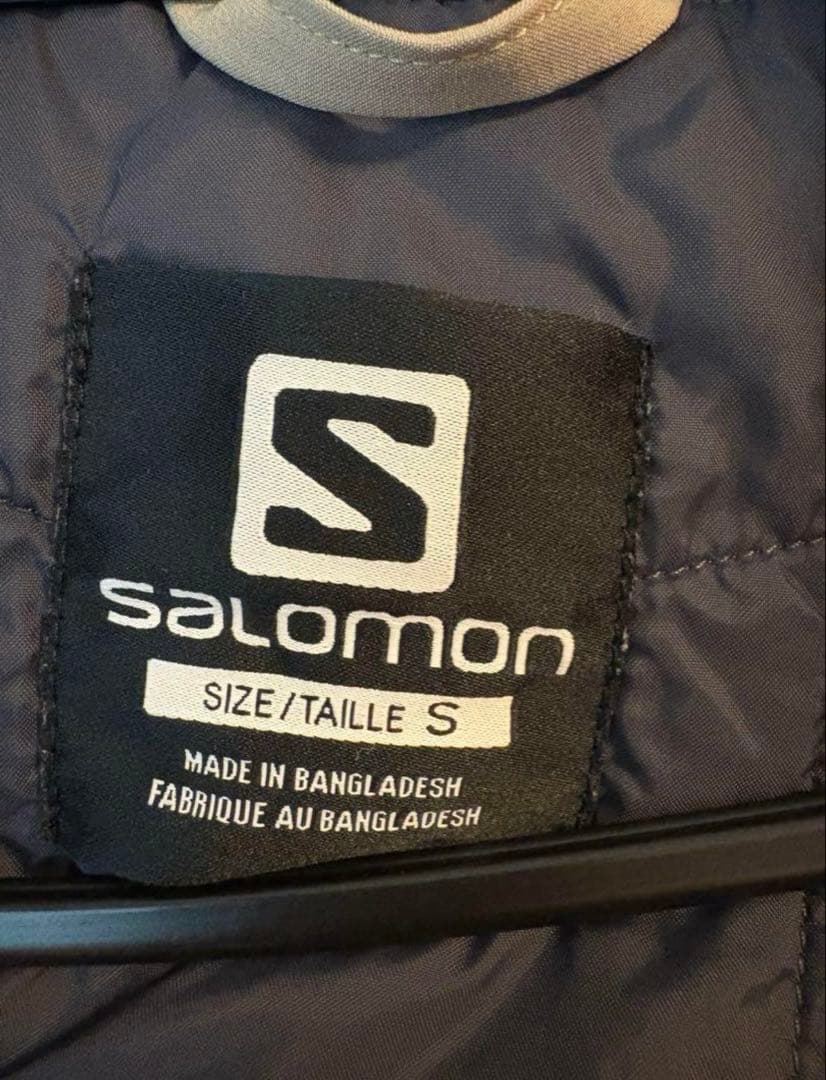 S
SALOMON
SIZE/TAILLE S
MADE IN BANGLADESH
FABRIQUE AU BANGLADESH